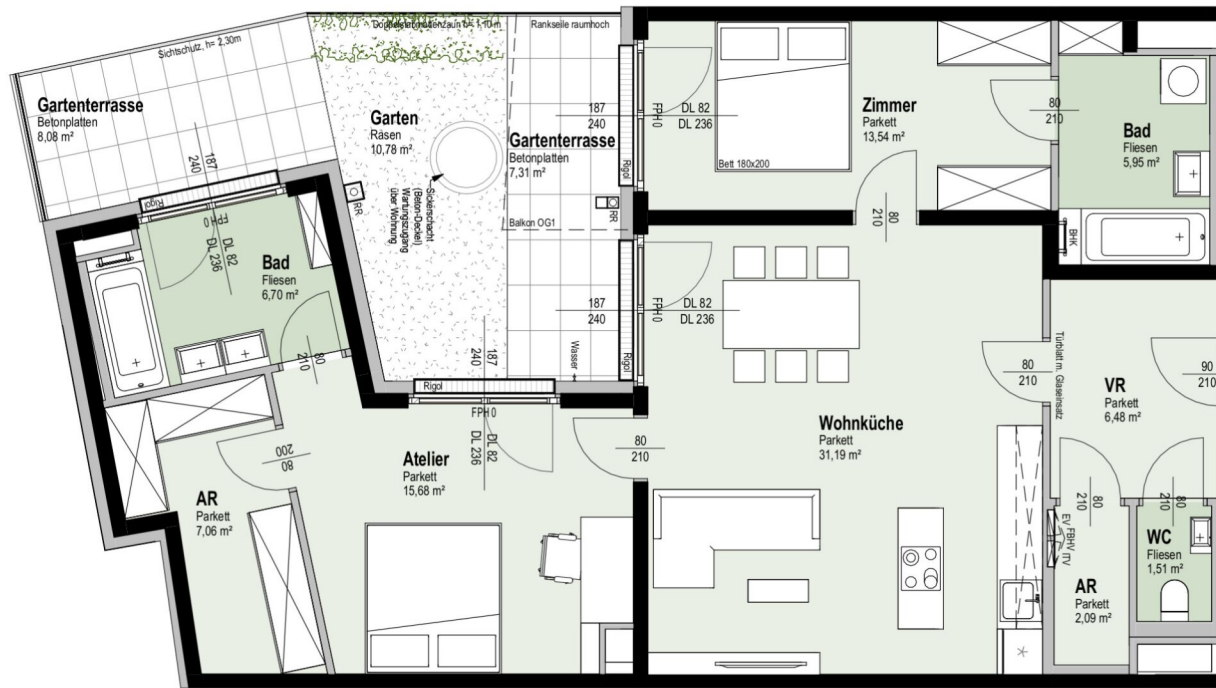 Sichtschutz, h= 2,30m
Gartenterrasse
Betonplatten
8,08 m²
187
240
Rigol
FPH 0
DL 82
DL 236
Garten
Räsen
10,78 m²
Sickerschacht
(Beton-Deckel)
Wartungszugang
über Wohnung
RR
Rankseile raumhoch
Gartenterrasse
Betonplatten
7,31 m²
Balkon OG1
RR
187
240
Rigol
FPH 0
DL 82
DL 236
187
240
Rigol
FPH 0
DL 82
DL 236
Wasser
Bett 180x200
Zimmer
Parkett
13,54 m²
80
210
80
210
Bad
Fliesen
5,95 m²
BHK
Bad
Fliesen
6,70 m²
80
210
187
240
Rigol
FPH 0
DL 82
DL 236
80
200
AR
Parkett
7,06 m²
Atelier
Parkett
15,68 m²
80
210
Wohnküche
Parkett
31,19 m²
80
210
Türblatt m. Glaseinsatz
VR
Parkett
6,48 m²
90
210
80
210
80
210
EV FBHV ITV
AR
Parkett
2,09 m²
WC
Fliesen
1,51 m²